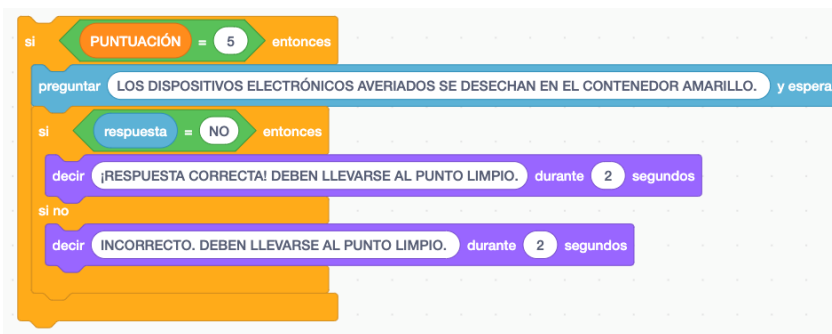 si PUNTUACIÓN = 5 entonces
preguntar LOS DISPOSITIVOS ELECTRÓNICOS AVERIADOS SE DESECHAN EN EL CONTENEDOR AMARILLO. y espera
si respuesta = NO entonces
decir ¡RESPUESTA CORRECTA! DEBEN LLEVARSE AL PUNTO LIMPIO. durante 2 segundos
si no
decir INCORRECTO. DEBEN LLEVARSE AL PUNTO LIMPIO. durante 2 segundos